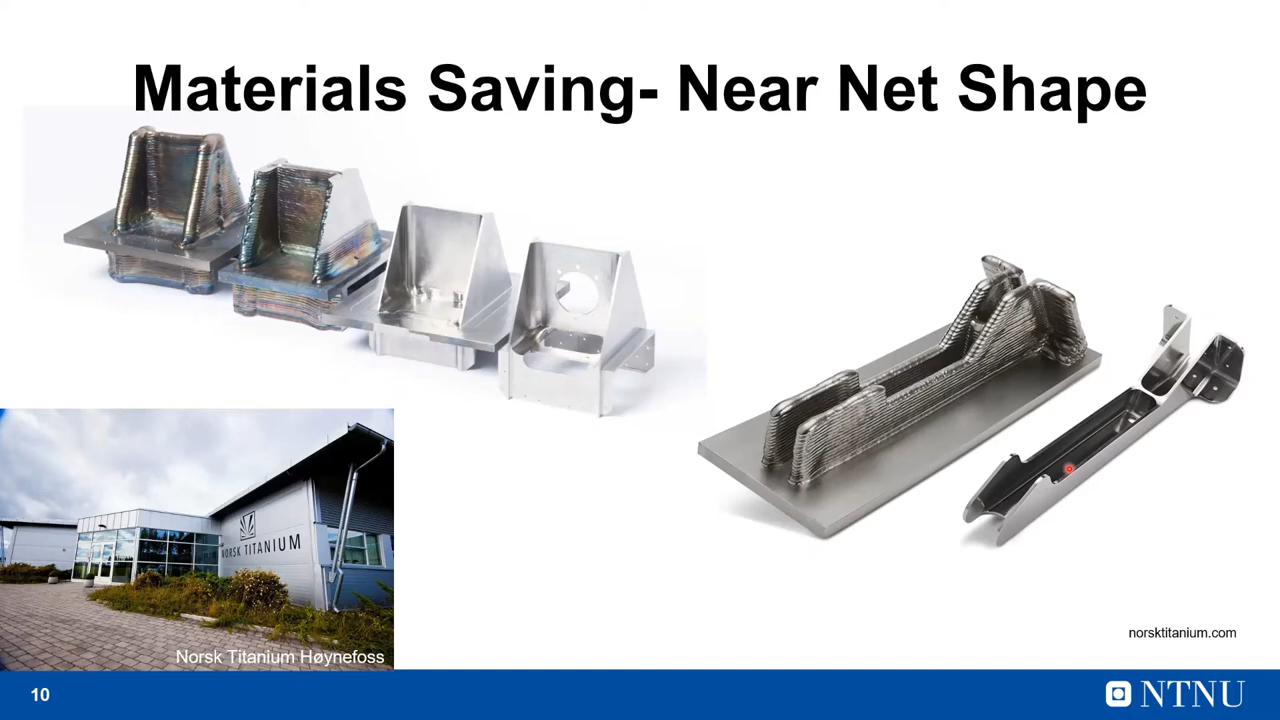 Materials Saving- Near Net Shape
NORSK TITANIUM
Norsk Titanium Høynefoss
norsktitanium.com
10
NTNU